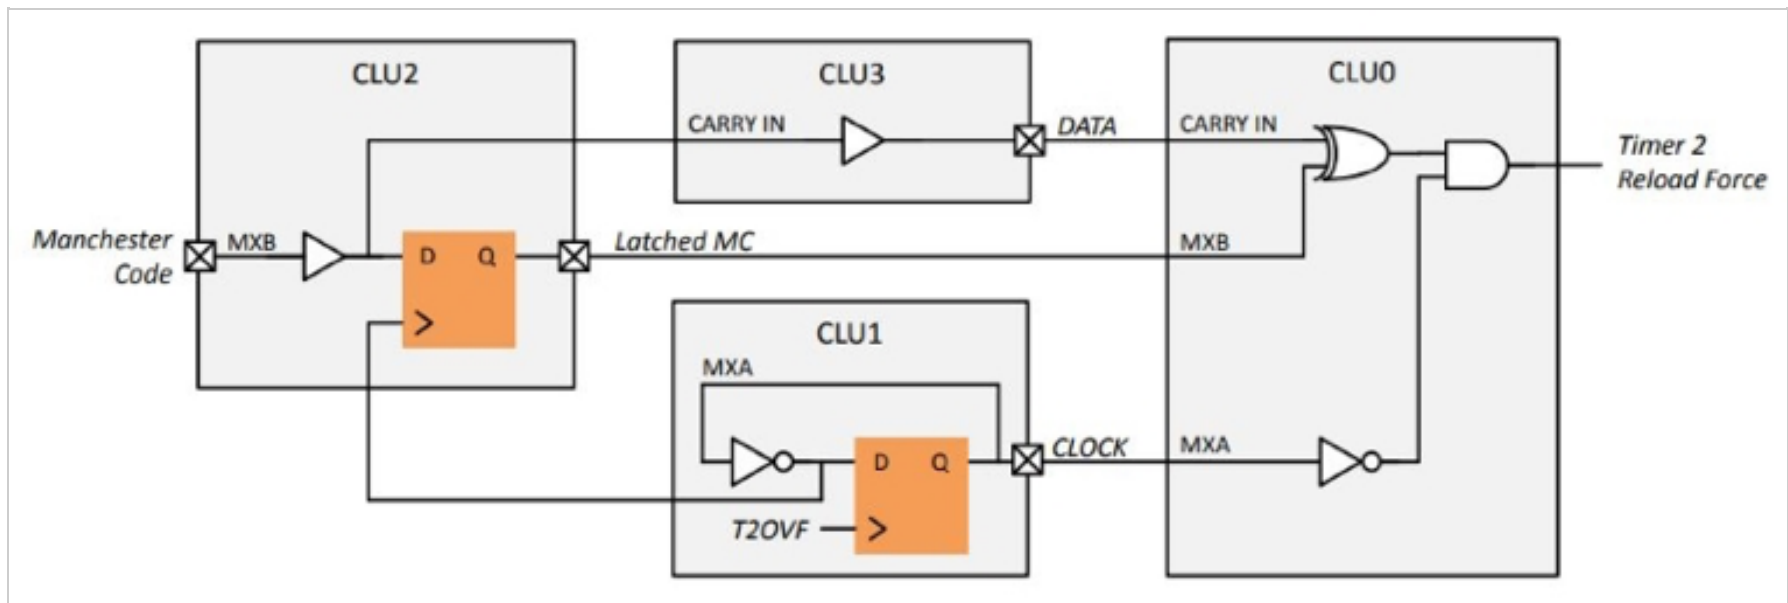 CLU2
CLU3
CLU0
CARRY IN
DATA
CARRY IN
Timer 2
Reload Force
Manchester
Code
MXB
D
Q
Latched MC
MXB
CLU1
MXA
D
Q
CLOCK
MXA
T2OVF